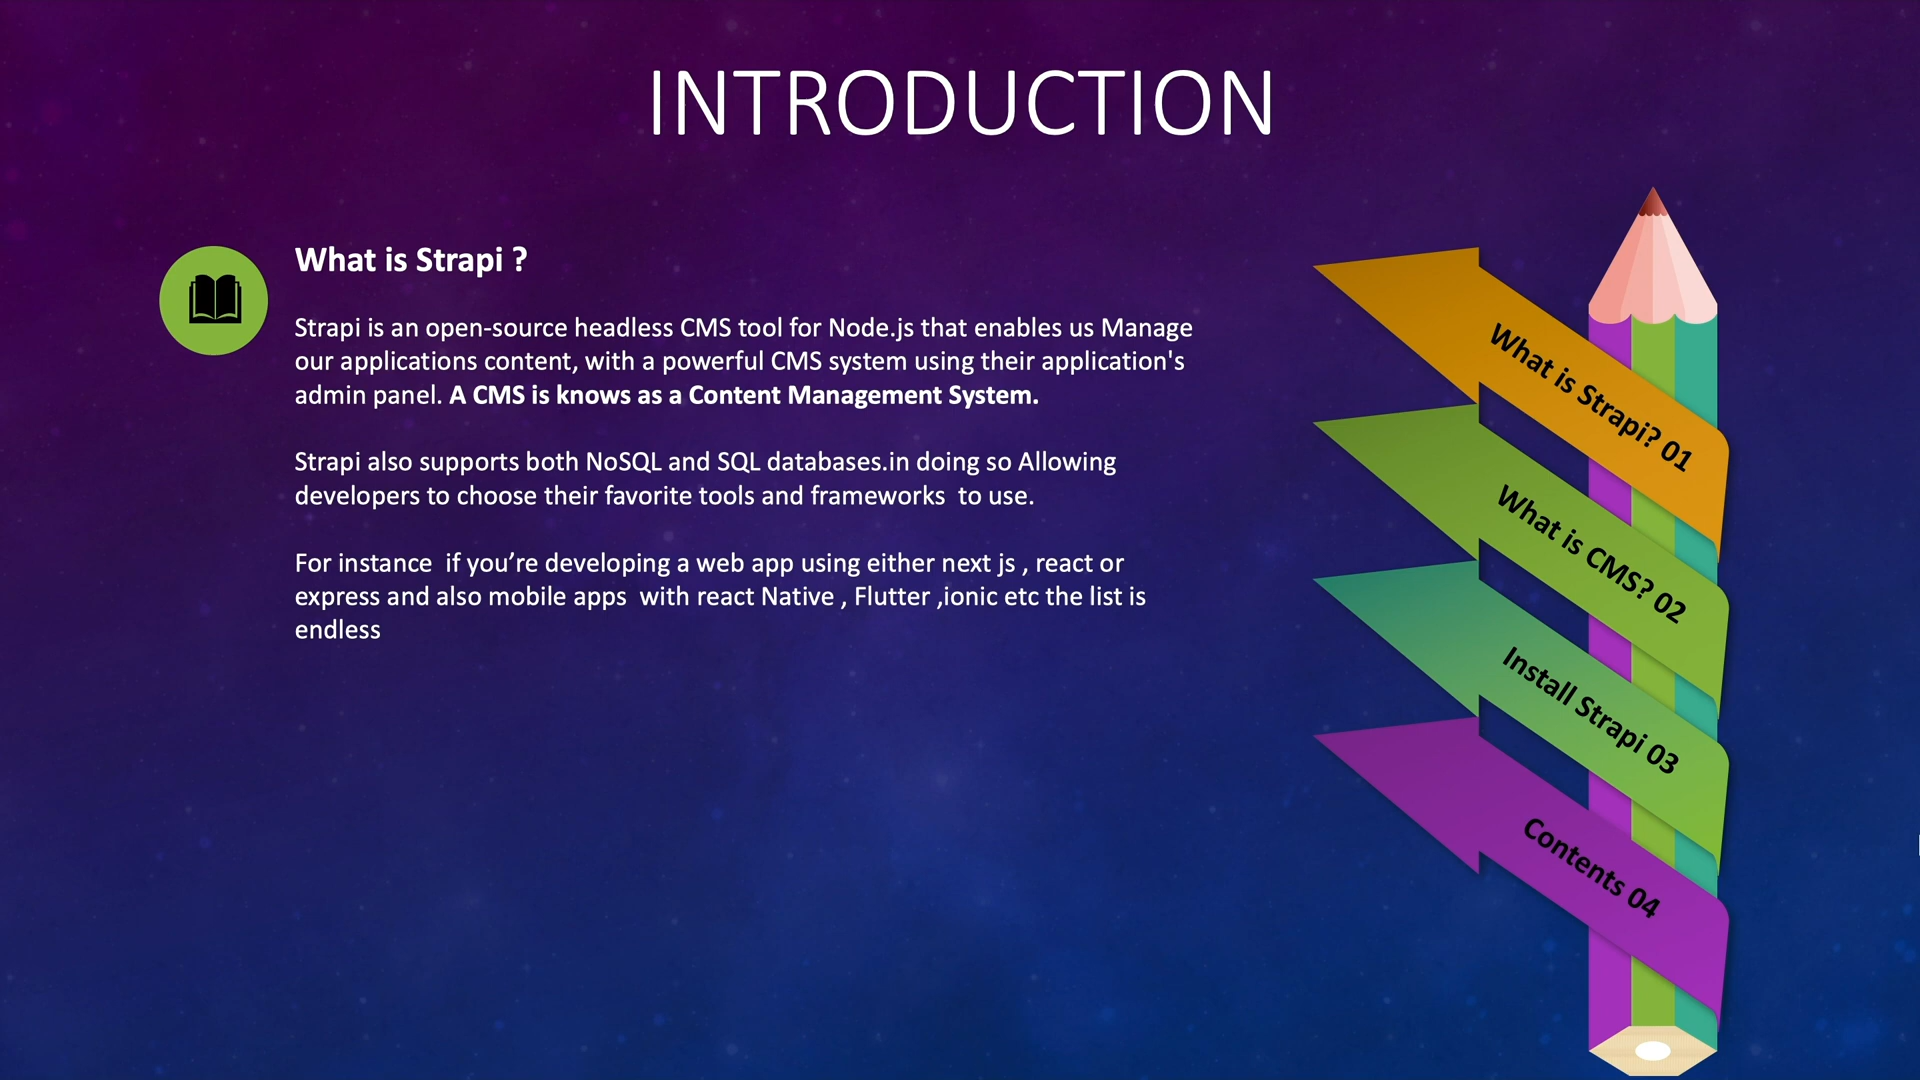 INTRODUCTION
What is Strapi ?
Strapi is an open-source headless CMS tool for Node.js that enables us Manage
our applications content, with a powerful CMS system using their application's
admin panel. A CMS is knows as a Content Management System.
Strapi also supports both NoSQL and SQL databases.in doing so Allowing
developers to choose their favorite tools and frameworks  to use.
For instance  if you’re developing a web app using either next js , react or
express and also mobile apps  with react Native , Flutter ,ionic etc the list is
endless
What is Strapi? 01
What is CMS? 02
Install Strapi 03
Contents 04